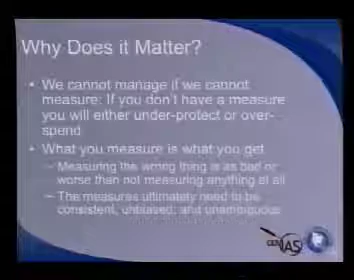 Why Does it Matter?
• We cannot manage if we cannot
measure: If you don't have a measure
you will either under-protect or over-
spend
• What you measure is what you get
– Measuring the wrong thing is as bad or
worse than not measuring anything at all
– The measures ultimately need to be
consistent, unbiased, and unambiguous